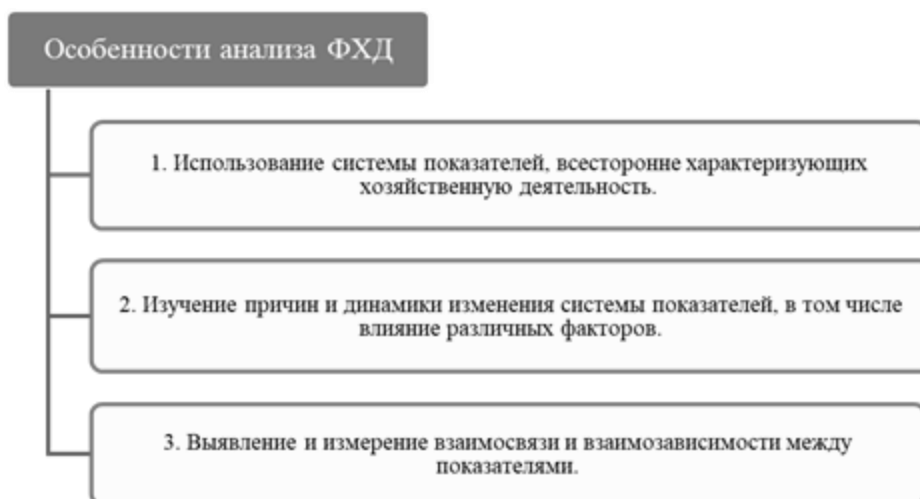 Особенности анализа ФХД
1. Использование системы показателей, всесторонне характеризующих
хозяйственную деятельность.
2. Изучение причин и динамики изменения системы показателей, в том числе
влияние различных факторов.
3. Выявление и измерение взаимосвязи и взаимозависимости между
показателями.